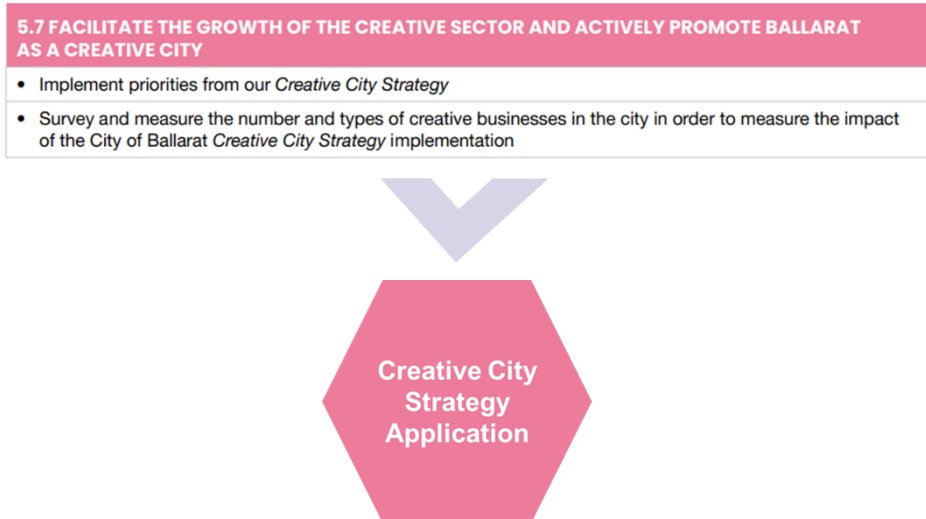 5.7 FACILITATE THE GROWTH OF THE CREATIVE SECTOR AND ACTIVELY PROMOTE BALLARAT
AS A CREATIVE CITY
• Implement priorities from our Creative City Strategy
• Survey and measure the number and types of creative businesses in the city in order to measure the impact
of the City of Ballarat Creative City Strategy implementation
Creative City
Strategy
Application